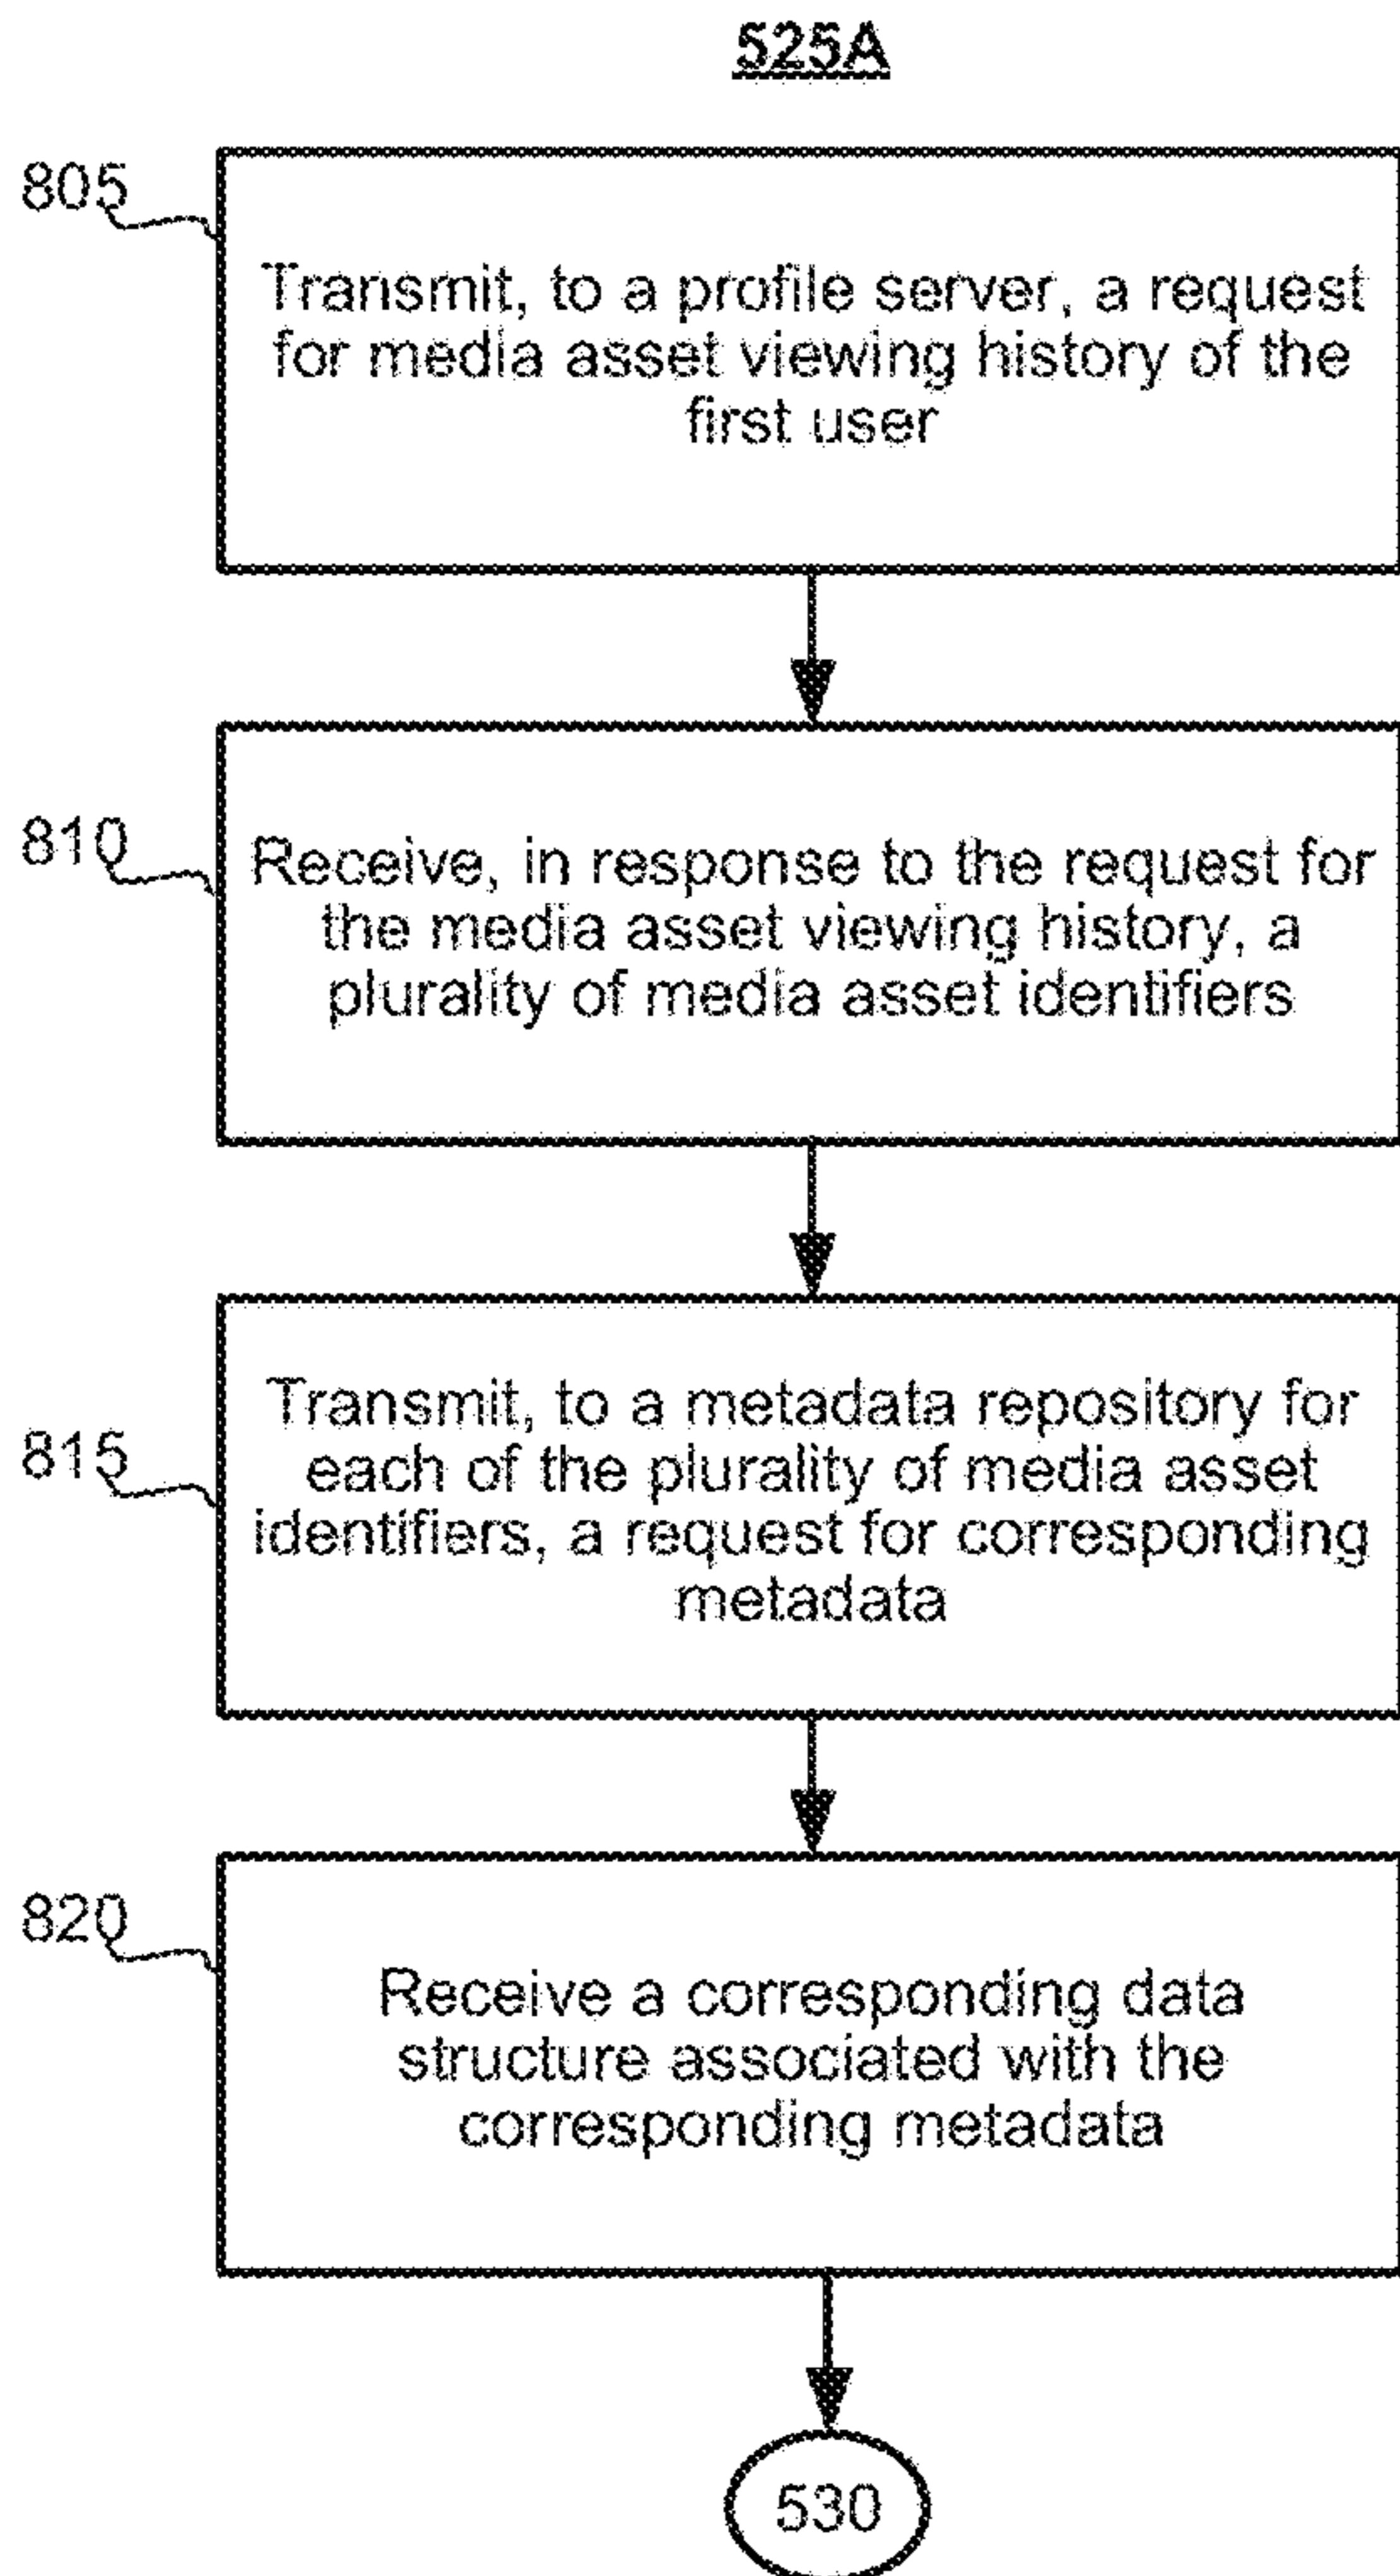 525A
805
Transmit, to a profile server, a request
for media asset viewing history of the
first user
810
Receive, in response to the request for
the media asset viewing history, a
plurality of media asset identifiers
815
Transmit, to a metadata repository for
each of the plurality of media asset
identifiers, a request for corresponding
metadata
820
Receive a corresponding data
structure associated with the
corresponding metadata
530